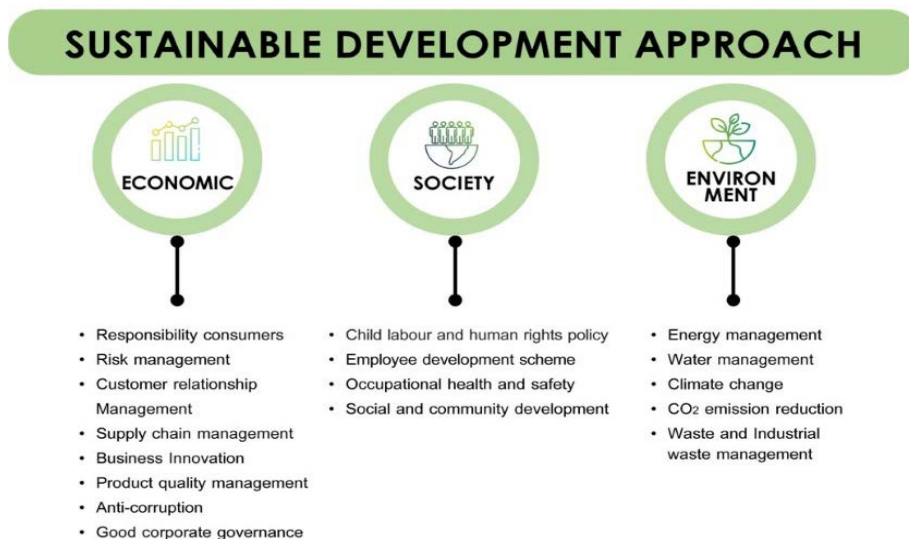 SUSTAINABLE DEVELOPMENT APPROACH
ECONOMIC
• Responsibility consumers
• Risk management
• Customer relationship
Management
• Supply chain management
• Business Innovation
• Product quality management
• Anti-corruption
• Good corporate governance
SOCIETY
• Child labour and human rights policy
• Employee development scheme
• Occupational health and safety
• Social and community development
ENVIRON
MENT
• Energy management
• Water management
• Climate change
• CO₂ emission reduction
• Waste and Industrial
waste management